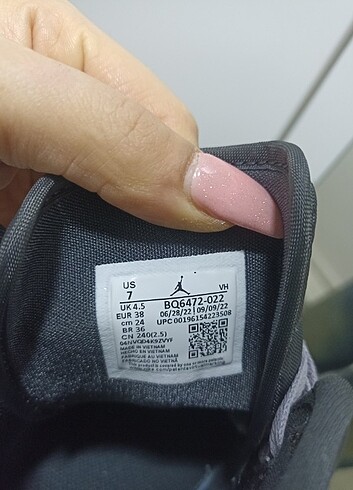 US
7
VH
UK 4.5
BQ6472-022
EUR 38
06/28/22 | 09/09/22
cm 24
UPC 00196154223508
BR 36
CN 240(2.5)
04NVQD4K9ZVYF
MADE IN VIETNAM
HECHO EN VIETNAM
FABRIQUÉ AU VIETNAM
FABRICADO NO VIETNÃ